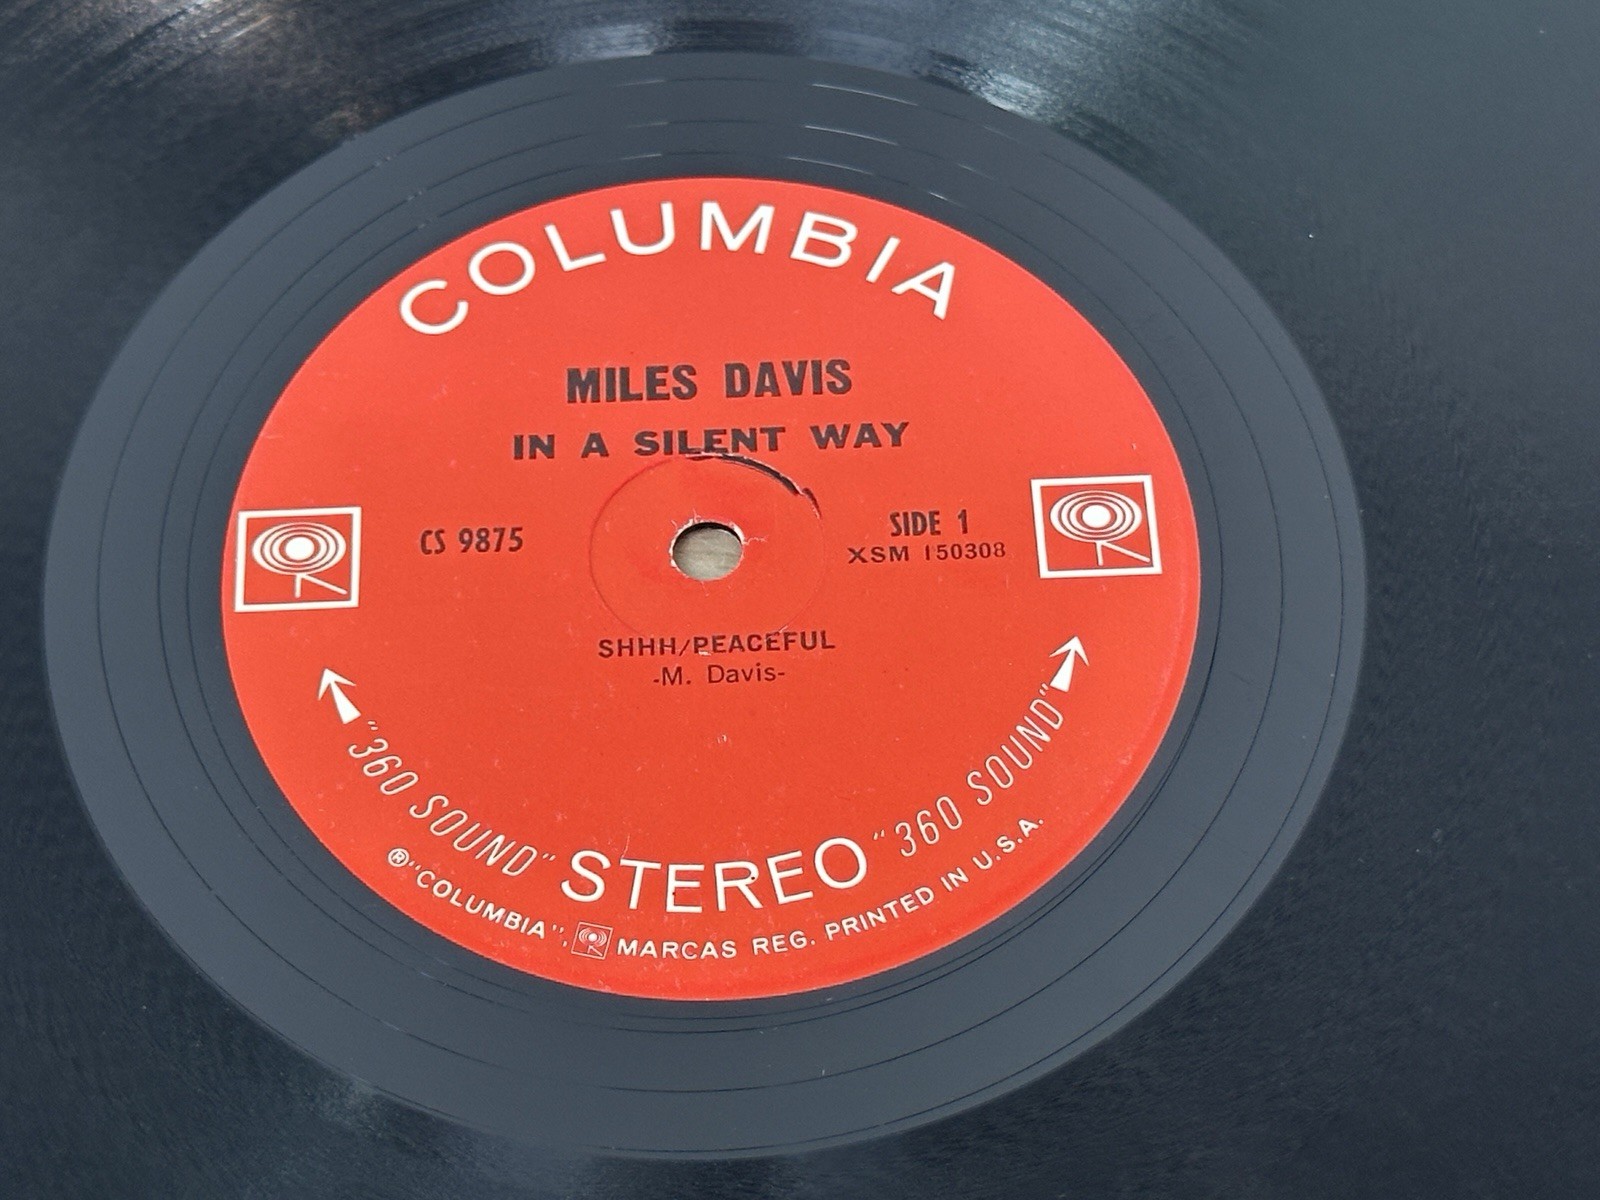 COLUMBIA
MILES DAVIS
IN A SILENT WAY
CS 9875
SIDE 1
XSM 150308
SHHH/PEACEFUL
-M. Davis-
"360 SOUND" STEREO "360 SOUND"
®"COLUMBIA", MARCAS REG. PRINTED IN U.S.A.